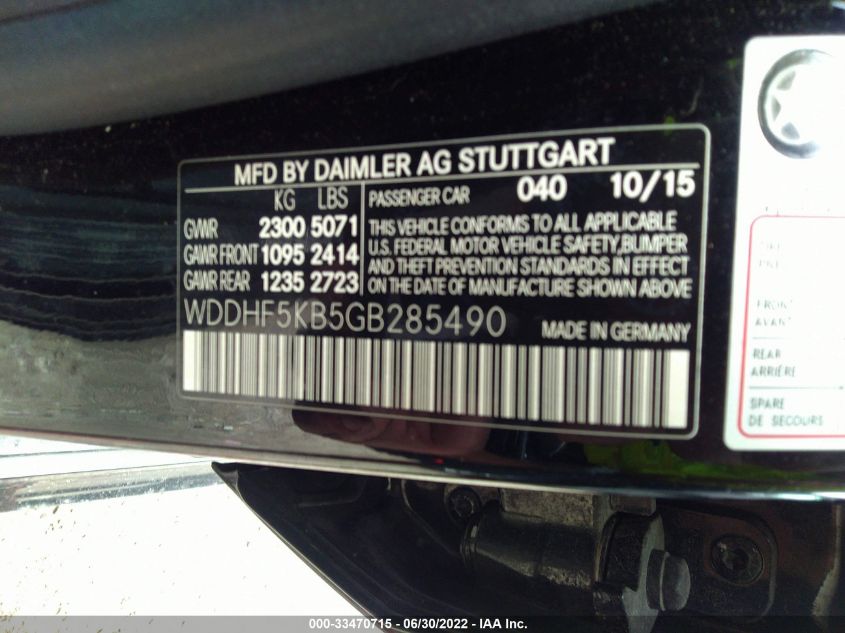 MFD BY DAIMLER AG STUTTGART
KG LBS PASSENGER CAR 040 10/15
GVWR 2300 5071
GAWR FRONT 1095 2414
GAWR REAR 1235 2723
THIS VEHICLE CONFORMS TO ALL APPLICABLE
U.S. FEDERAL MOTOR VEHICLE SAFETY, BUMPER
AND THEFT PREVENTION STANDARDS IN EFFECT
ON THE DATE OF MANUFACTURE SHOWN ABOVE.
WDDHF5KB5GB285490 MADE IN GERMANY
FRONT
AVANT
REAR
ARRIÈRE
SPARE
DE SECOURS
000-33470715 - 06/30/2022 - IAA Inc.